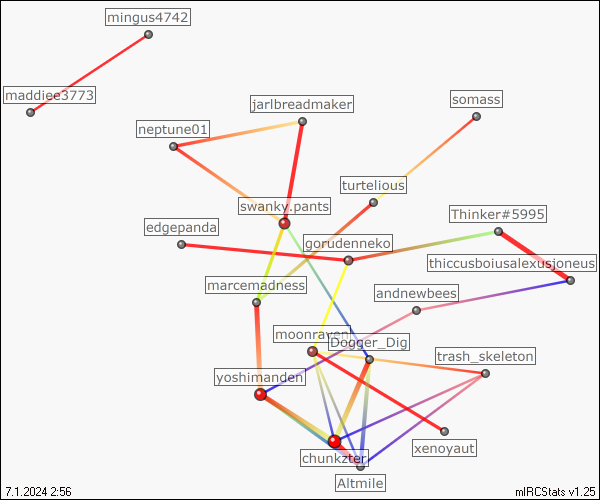 mingus4742
maddiee3773
jarlbreadmaker
somass
neptune01
turtelious
swanky.pants
Thinker#5995
edgepanda
gorudenneko
thiccusboiusalexusjoneus
marcemadness
andnewbees
moonraven
Dogger_Dig
trash_skeleton
yoshimanden
xenoyaut
chunkzter
Altmile
7.1.2024 2:56
mIRCStats v1.25